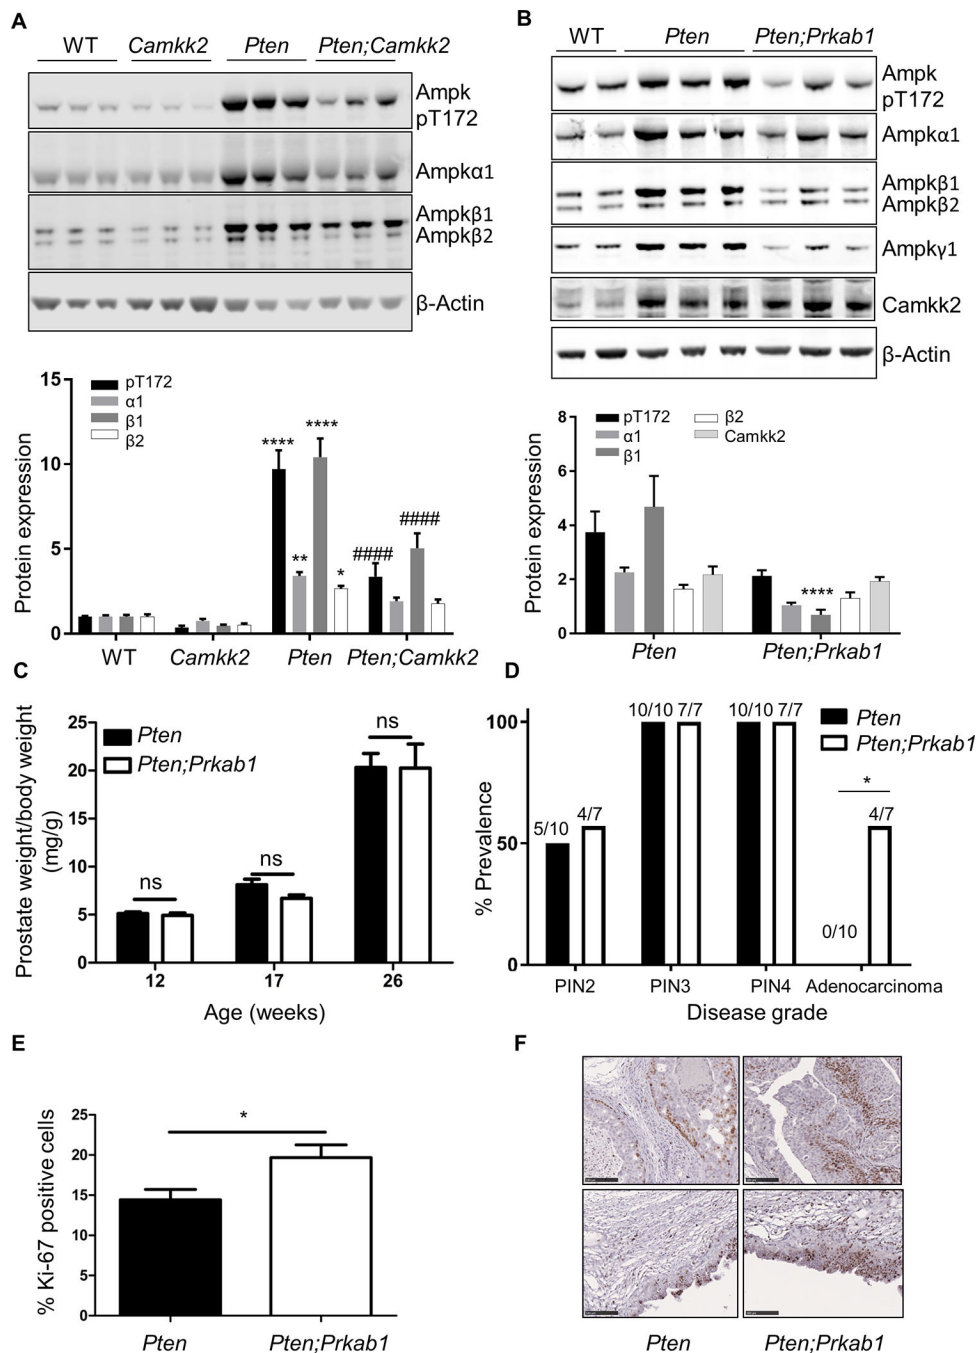 A
WT Camkk2 Pten Pten;Camkk2
Ampk
pT172
Ampkα1
Ampkβ1
Ampkβ2
β-Actin
Protein expression
15
10
5
0
pT172
α1
β1
β2
**** ****
** *
#### ####
WT Camkk2 Pten Pten;Camkk2
B
WT Pten Pten;Prkab1
Ampk
pT172
Ampkα1
Ampkβ1
Ampkβ2
Ampkγ1
Camkk2
β-Actin
Protein expression
8
6
4
2
0
pT172
α1
β1
β2
Camkk2
****
Pten Pten;Prkab1
C
Prostate weight/body weight
(mg/g)
25
20
15
10
5
0
Pten
Pten;Prkab1
ns
ns
ns
12 17 26
Age (weeks)
D
% Prevalence
100
50
0
10/10 7/7 10/10 7/7
5/10 4/7
0/10 4/7
*
Pten
Pten;Prkab1
PIN2 PIN3 PIN4 Adenocarcinoma
Disease grade
E
% Ki-67 positive cells
25
20
15
10
5
0
*
Pten Pten;Prkab1
F
Pten Pten;Prkab1